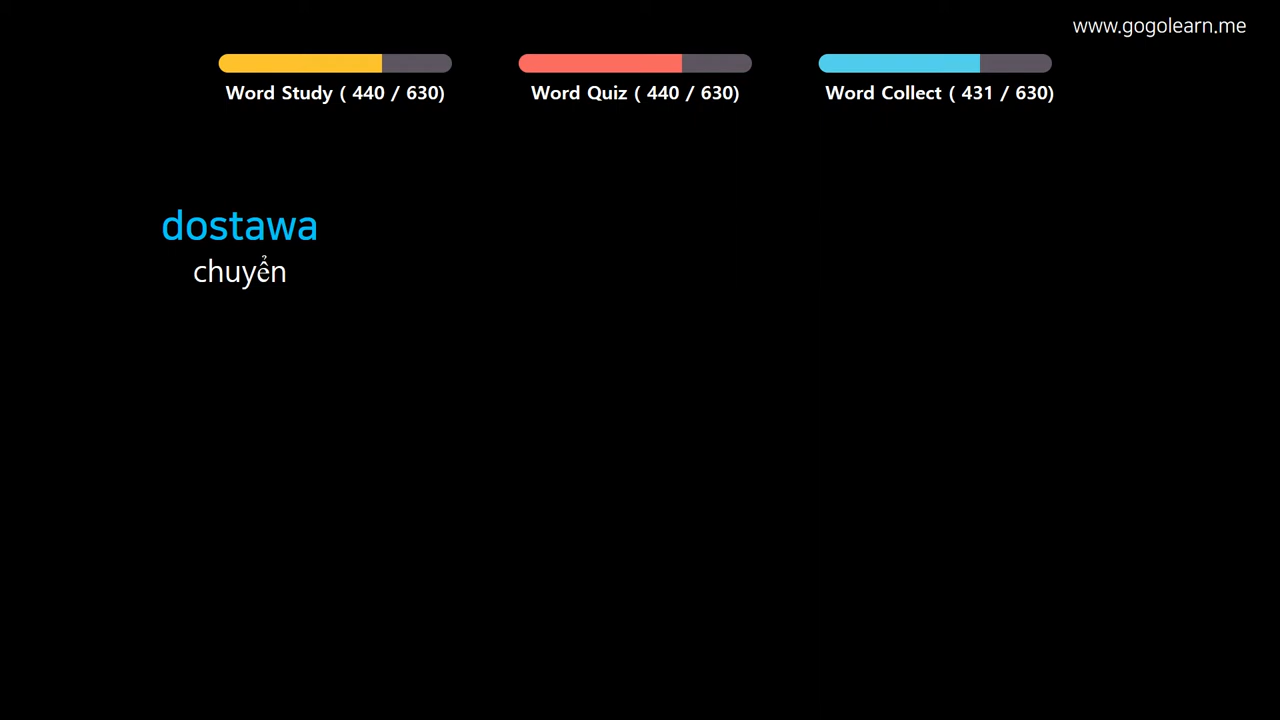 www.gogolearn.me
Word Study ( 440 / 630)
Word Quiz ( 440 / 630)
Word Collect ( 431 / 630)
dostawa
chuyển